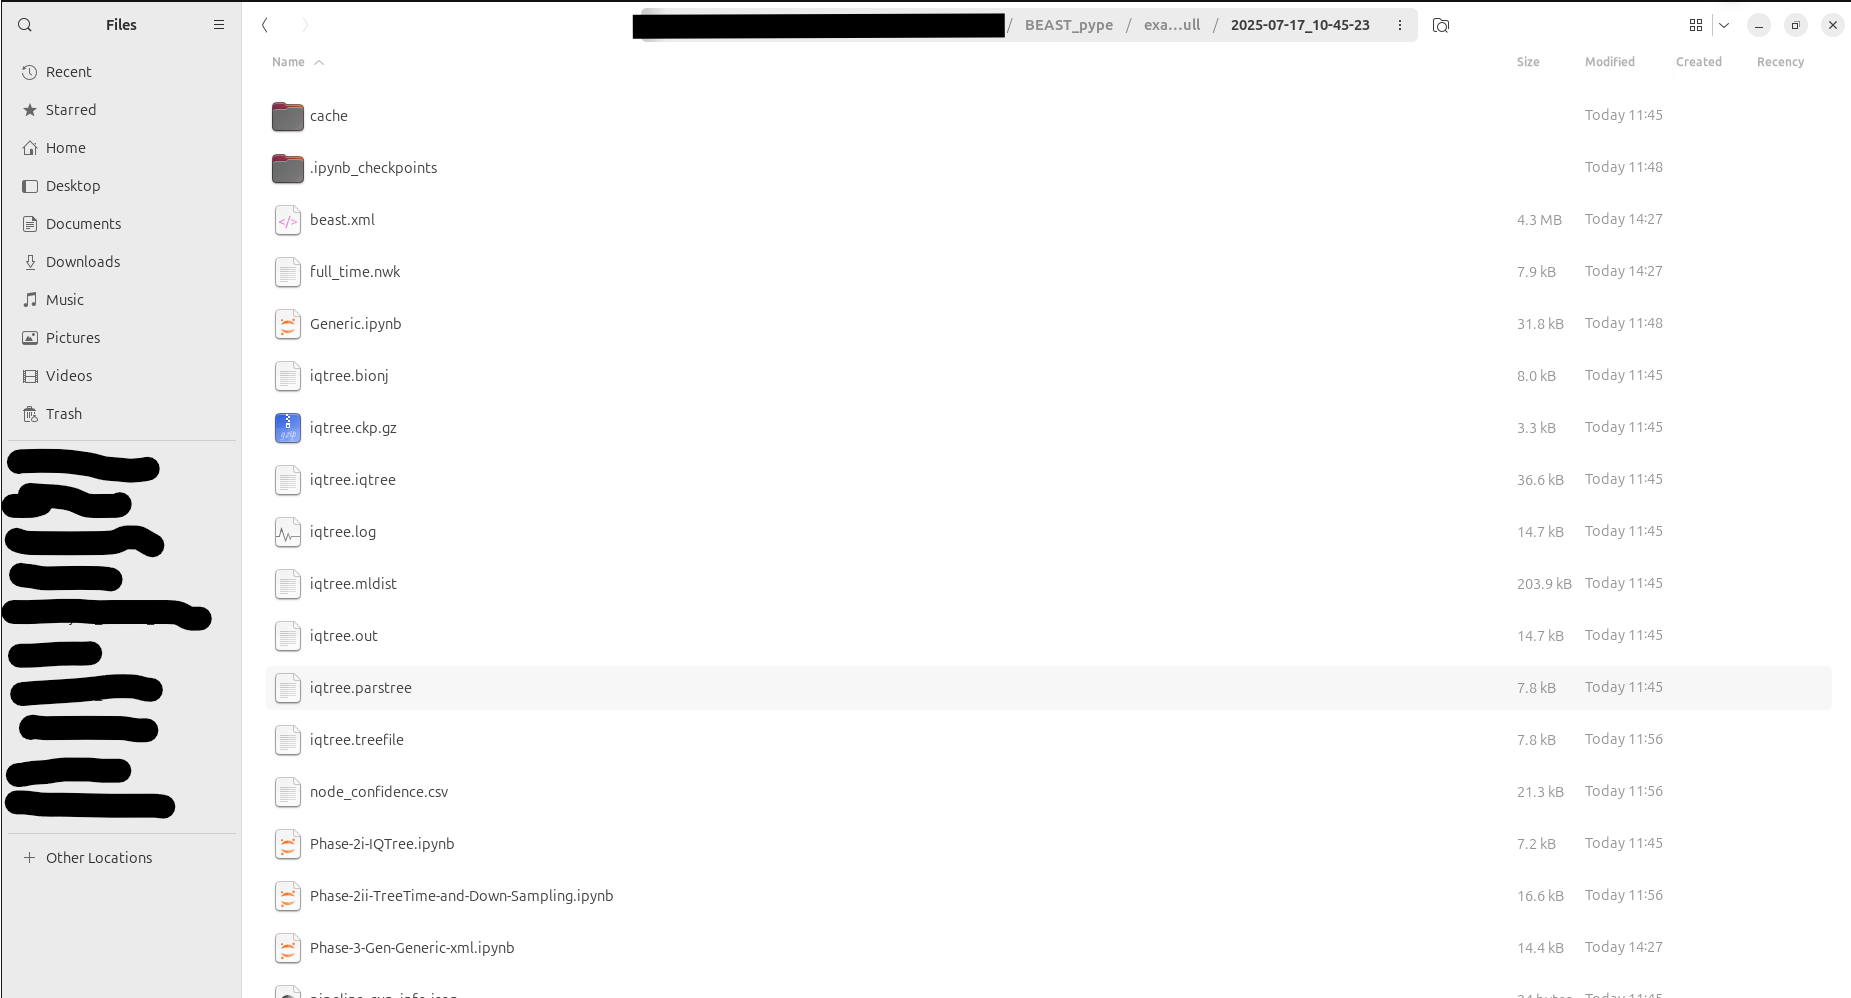 Files
/ BEAST_pype / exa...ull / 2025-07-17_10-45-23
Recent
Starred
Home
Desktop
Documents
Downloads
Music
Pictures
Videos
Trash
Other Locations
Name Size Modified Created Recency
cache Today 11:45
.ipynb_checkpoints Today 11:48
beast.xml 4.3 MB Today 14:27
full_time.nwk 7.9 kB Today 14:27
Generic.ipynb 31.8 kB Today 11:48
iqtree.bionj 8.0 kB Today 11:45
iqtree.ckp.gz 3.3 kB Today 11:45
iqtree.iqtree 36.6 kB Today 11:45
iqtree.log 14.7 kB Today 11:45
iqtree.mldist 203.9 kB Today 11:45
iqtree.out 14.7 kB Today 11:45
iqtree.parstree 7.8 kB Today 11:45
iqtree.treefile 7.8 kB Today 11:56
node_confidence.csv 21.3 kB Today 11:56
Phase-2i-IQTree.ipynb 7.2 kB Today 11:45
Phase-2ii-TreeTime-and-Down-Sampling.ipynb 16.6 kB Today 11:56
Phase-3-Gen-Generic-xml.ipynb 14.4 kB Today 14:27